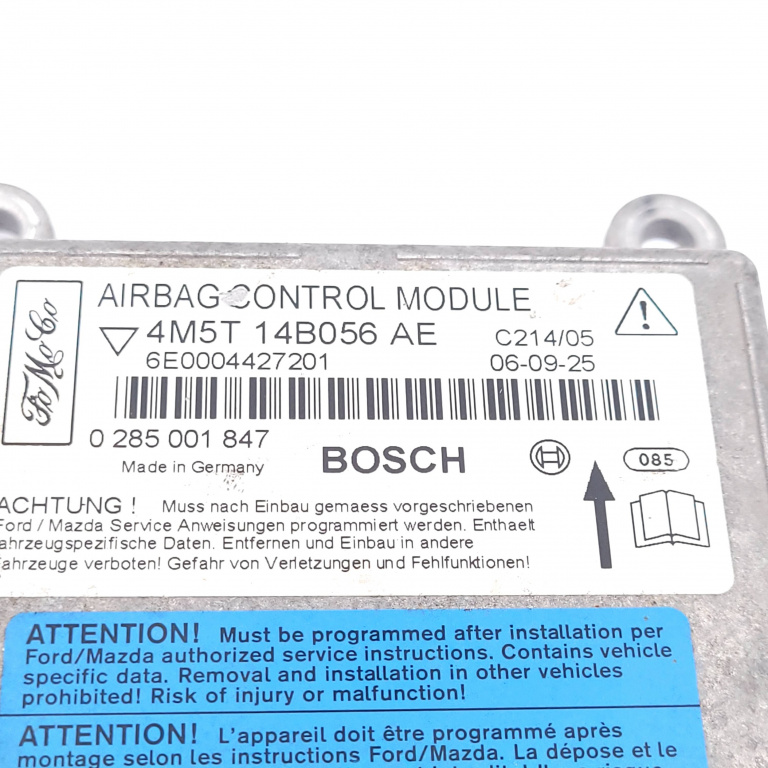 FoMoCo
AIRBAG CONTROL MODULE
4M5T 14B056 AE
C214/05
6E0004427201
06-09-25
0 285 001 847
Made in Germany
BOSCH
085
ACHTUNG ! Muss nach Einbau gemaess vorgeschriebenen
Ford / Mazda Service Anweisungen programmiert werden. Enthaelt
fahrzeugspezifische Daten. Entfernen und Einbau in andere
Fahrzeuge verboten! Gefahr von Verletzungen und Fehlfunktionen!
ATTENTION! Must be programmed after installation per
Ford/Mazda authorized service instructions. Contains vehicle
specific data. Removal and installation in other vehicles
prohibited! Risk of injury or malfunction!
ATTENTION! L'appareil doit être programmé après
montage selon les instructions Ford/Mazda. La dépose et le